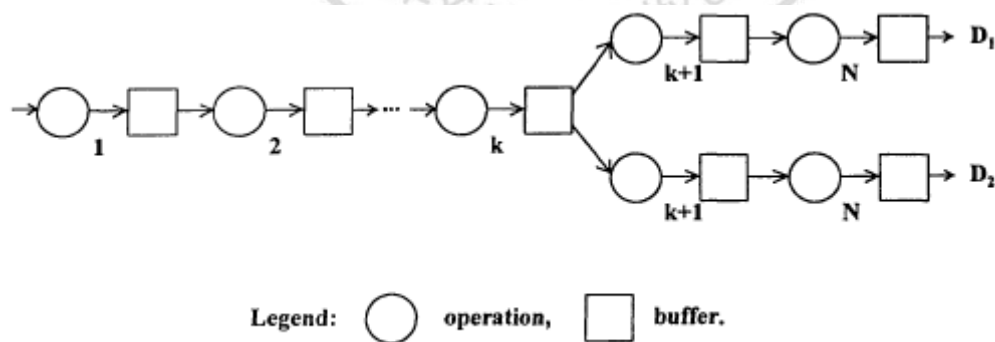 D₁
k+1 N
...
1 2 k
D₂
k+1 N
Legend: operation, buffer.